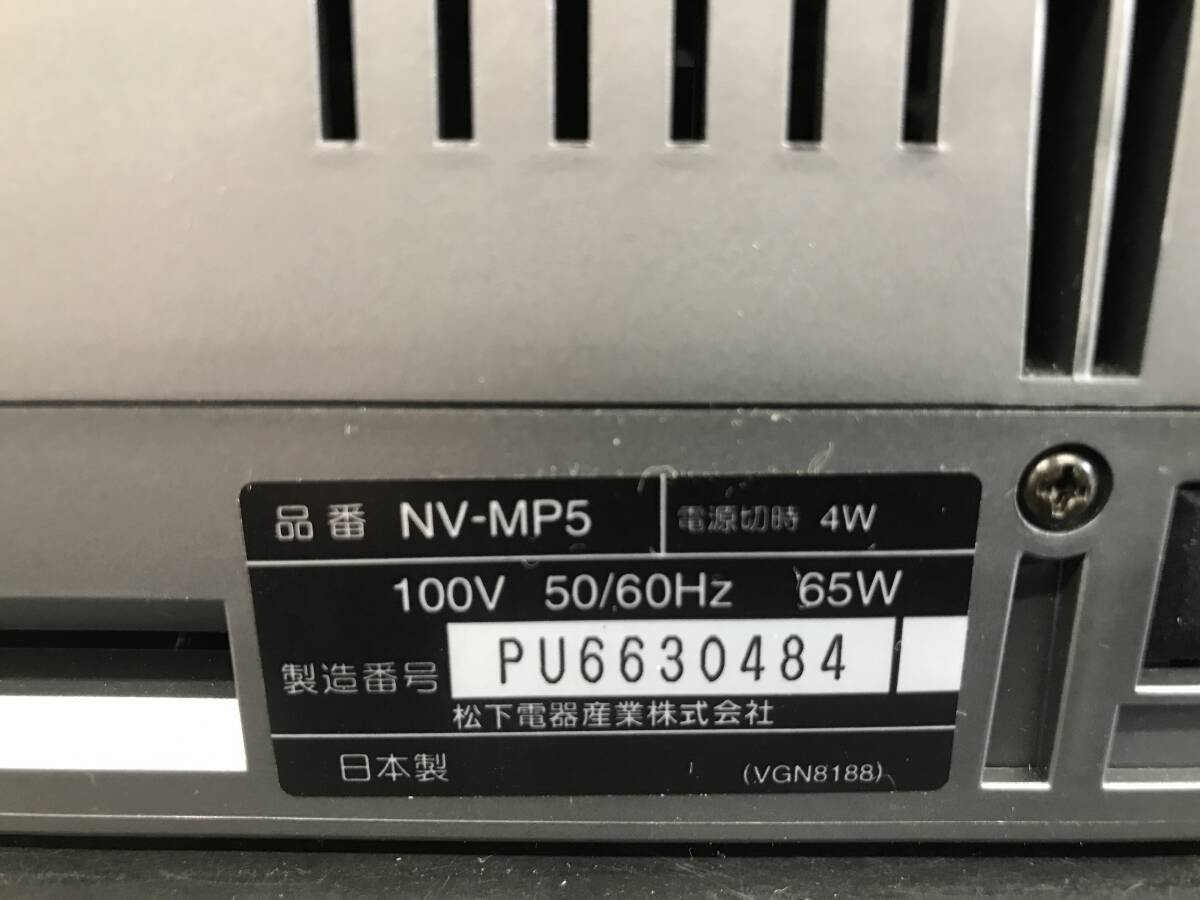 品番 NV-MP5 電源切時 4W
100V 50/60Hz 65W
製造番号 PU6630484
松下電器産業株式会社
日本製 (VGN8188)